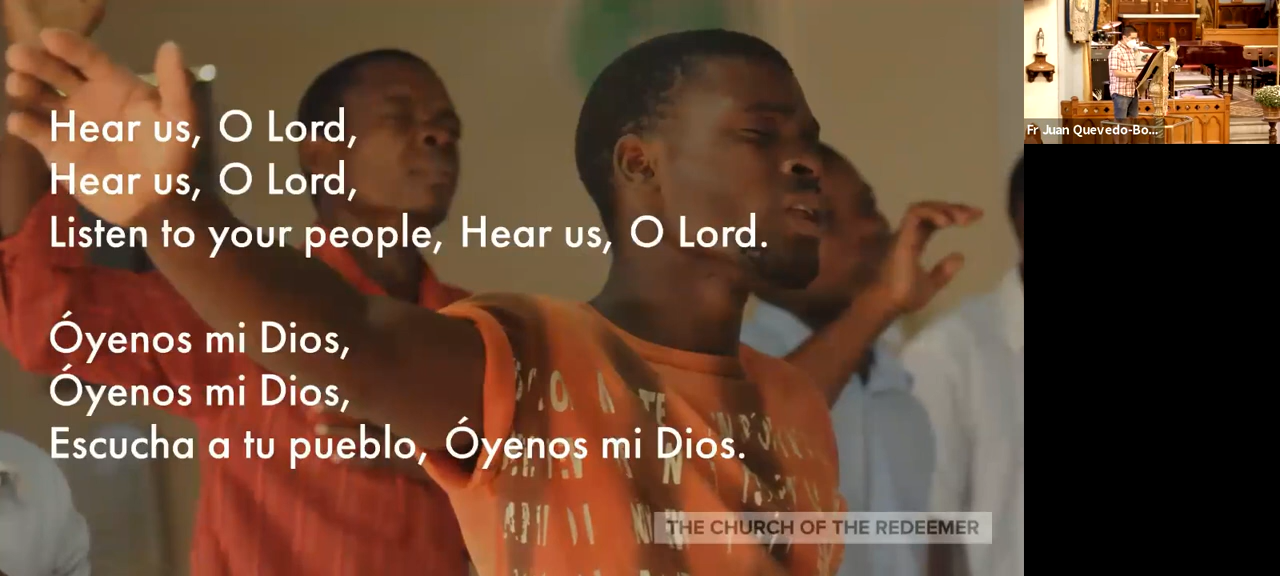 Hear us, O Lord,
Hear us, O Lord,
Listen to your people, Hear us, O Lord.
Óyenos mi Dios,
Óyenos mi Dios,
Escucha a tu pueblo, Óyenos mi Dios.
THE CHURCH OF THE REDEEMER
Fr Juan Quevedo-Bo...